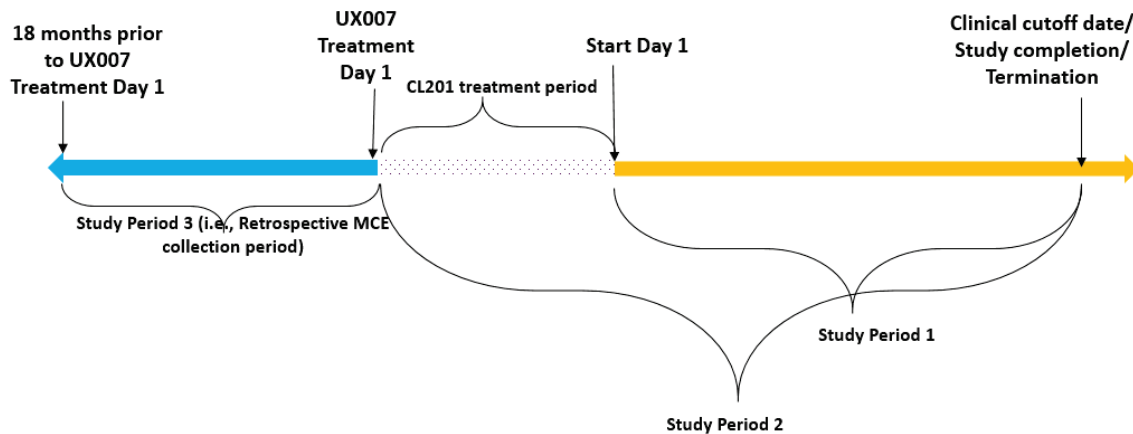 18 months prior
to UX007
Treatment Day 1
UX007
Treatment
Day 1
CL201 treatment period
Start Day 1
Clinical cutoff date/
Study completion/
Termination
Study Period 3 (i.e., Retrospective MCE
collection period)
Study Period 1
Study Period 2